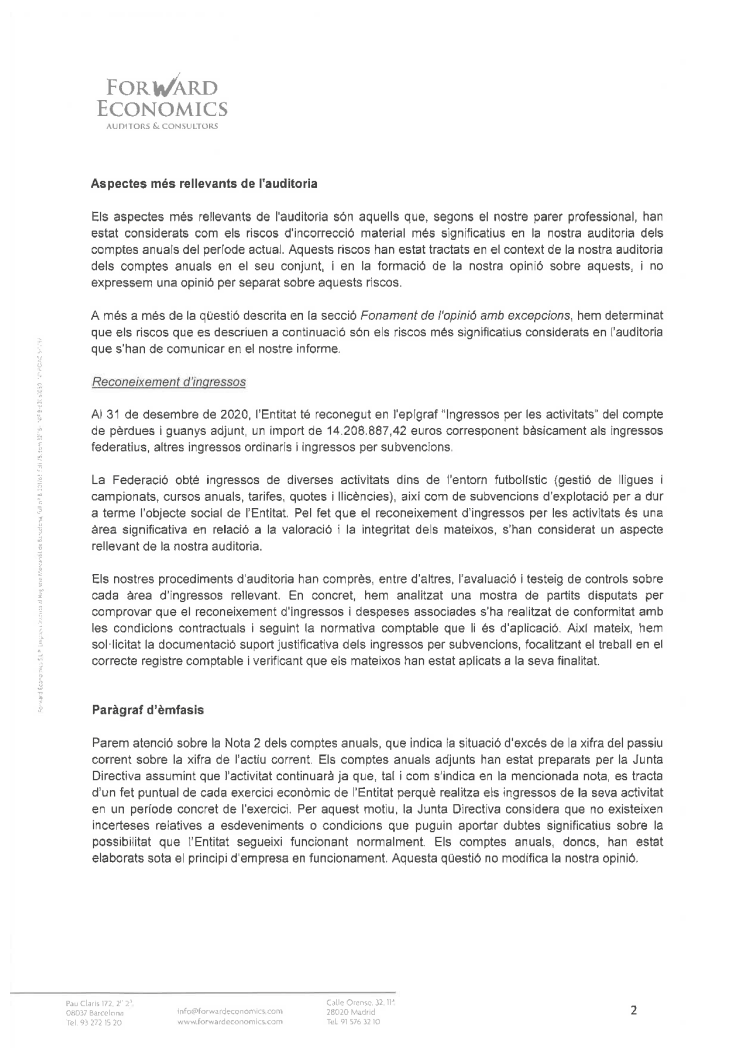 FORWARD
ECONOMICS
AUDITORS & CONSULTORS
Aspectes més rellevants de l'auditoria
Els aspectes més rellevants de l'auditoria són aquells que, segons el nostre parer professional, han
estat considerats com els riscos d'incorrecció material més significatius en la nostra auditoria dels
comptes anuals del període actual. Aquests riscos han estat tractats en el context de la nostra auditoria
dels comptes anuals en el seu conjunt, i en la formació de la nostra opinió sobre aquests, i no
expressem una opinió per separat sobre aquests riscos.
A més a més de la qüestió descrita en la secció Fonament de l'opinió amb excepcions, hem determinat
que els riscos que es descriuen a continuació són els riscos més significatius considerats en l'auditoria
que s'han de comunicar en el nostre informe.
Reconeixement d'ingressos
Al 31 de desembre de 2020, l'Entitat té reconegut en l'epígraf "Ingressos per les activitats" del compte
de pèrdues i guanys adjunt, un import de 14.208.887,42 euros corresponent bàsicament als ingressos
federatius, altres ingressos ordinaris i ingressos per subvencions.
La Federació obté ingressos de diverses activitats dins de l'entorn futbolístic (gestió de lligues i
campionats, cursos anuals, tarifes, quotes i llicències), així com de subvencions d'explotació per a dur
a terme l'objecte social de l'Entitat. Pel fet que el reconeixement d'ingressos per les activitats és una
àrea significativa en relació a la valoració i la integritat dels mateixos, s'han considerat un aspecte
rellevant de la nostra auditoria.
Els nostres procediments d'auditoria han comprès, entre d'altres, l'avaluació i testeig de controls sobre
cada àrea d'ingressos rellevant. En concret, hem analitzat una mostra de partits disputats per
comprovar que el reconeixement d'ingressos i despeses associades s'ha realitzat de conformitat amb
les condicions contractuals i seguint la normativa comptable que li és d'aplicació. Així mateix, hem
sol·licitat la documentació suport justificativa dels ingressos per subvencions, focalitzant el treball en el
correcte registre comptable i verificant que els mateixos han estat aplicats a la seva finalitat.
Paràgraf d'èmfasis
Parem atenció sobre la Nota 2 dels comptes anuals, que indica la situació d'excés de la xifra del passiu
corrent sobre la xifra de l'actiu corrent. Els comptes anuals adjunts han estat preparats per la Junta
Directiva assumint que l'activitat continuarà ja que, tal i com s'indica en la mencionada nota, es tracta
d'un fet puntual de cada exercici econòmic de l'Entitat perquè realitza els ingressos de la seva activitat
en un període concret de l'exercici. Per aquest motiu, la Junta Directiva considera que no existeixen
incerteses relatives a esdeveniments o condicions que puguin aportar dubtes significatius sobre la
possibilitat que l'Entitat segueixi funcionant normalment. Els comptes anuals, doncs, han estat
elaborats sota el principi d'empresa en funcionament. Aquesta qüestió no modifica la nostra opinió.
Pau Claris 172, 2º 2ª.
08037 Barcelona
Tel. 93 272 15 20
info@forwardeconomics.com
www.forwardeconomics.com
Calle Orense, 32, 11ª.
28020 Madrid
Tel. 91 576 32 10
2